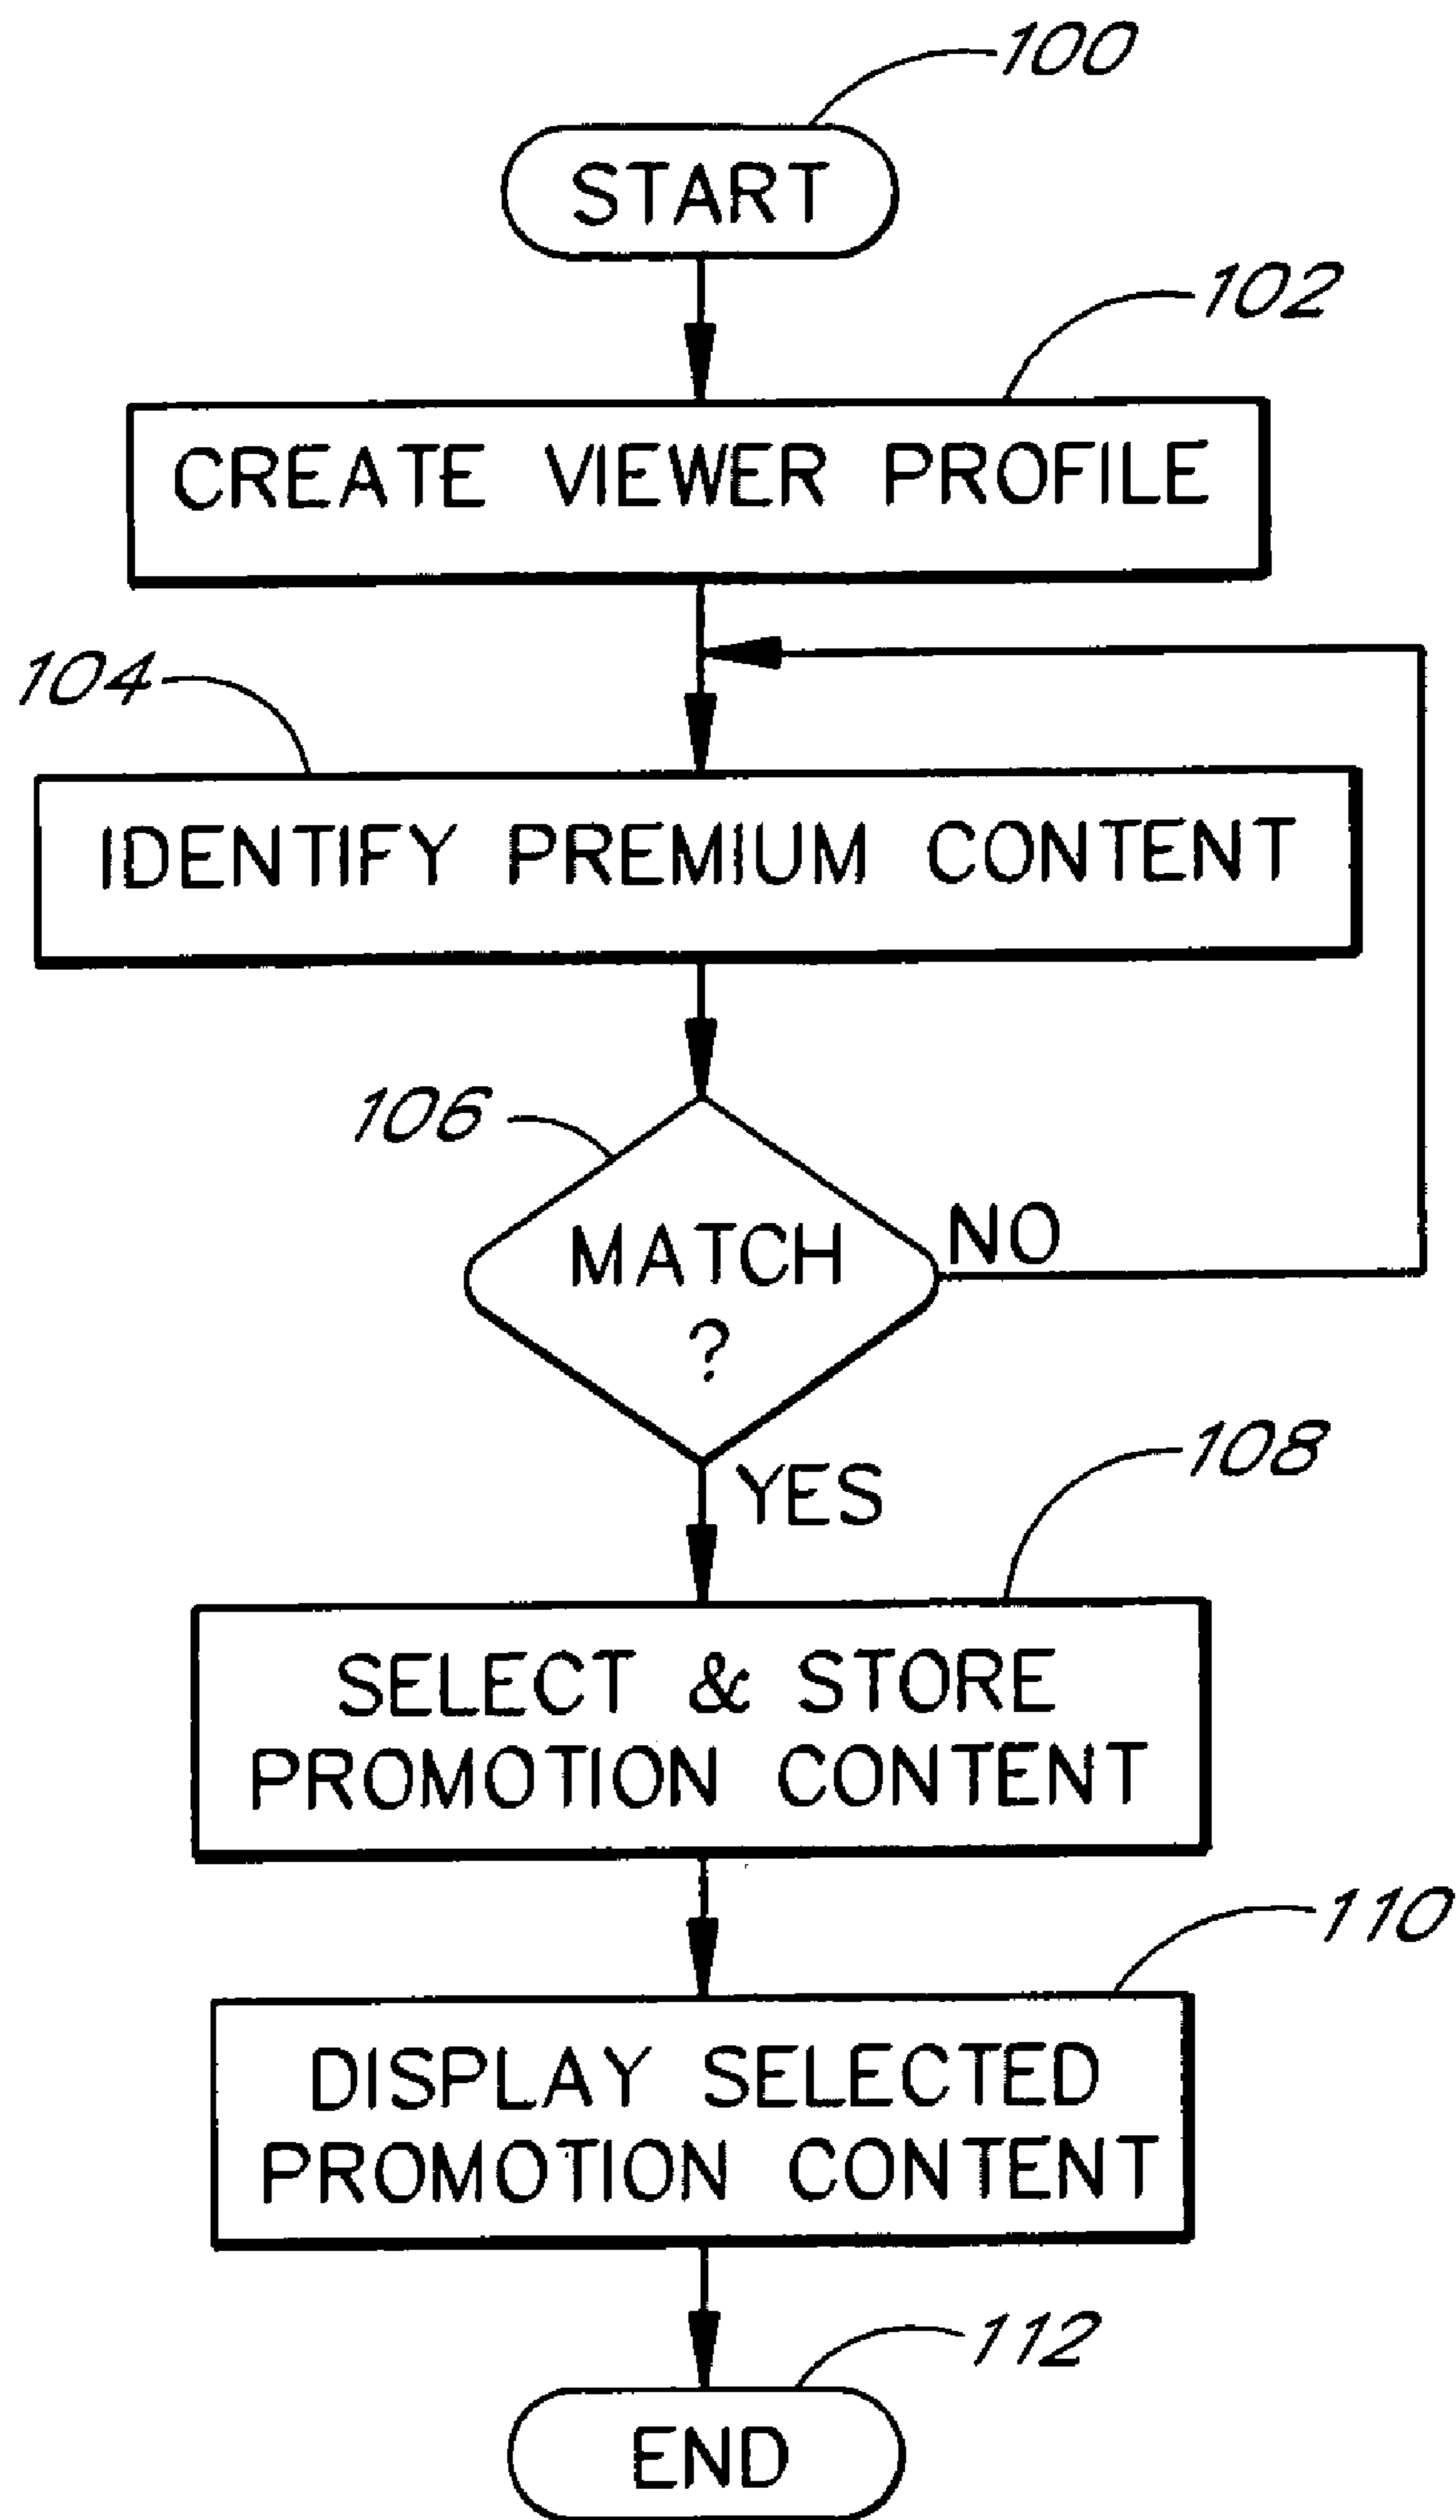 100
START
102
CREATE VIEWER PROFILE
104
IDENTIFY PREMIUM CONTENT
106
MATCH
?
NO
YES
108
SELECT & STORE
PROMOTION CONTENT
110
DISPLAY SELECTED
PROMOTION CONTENT
112
END